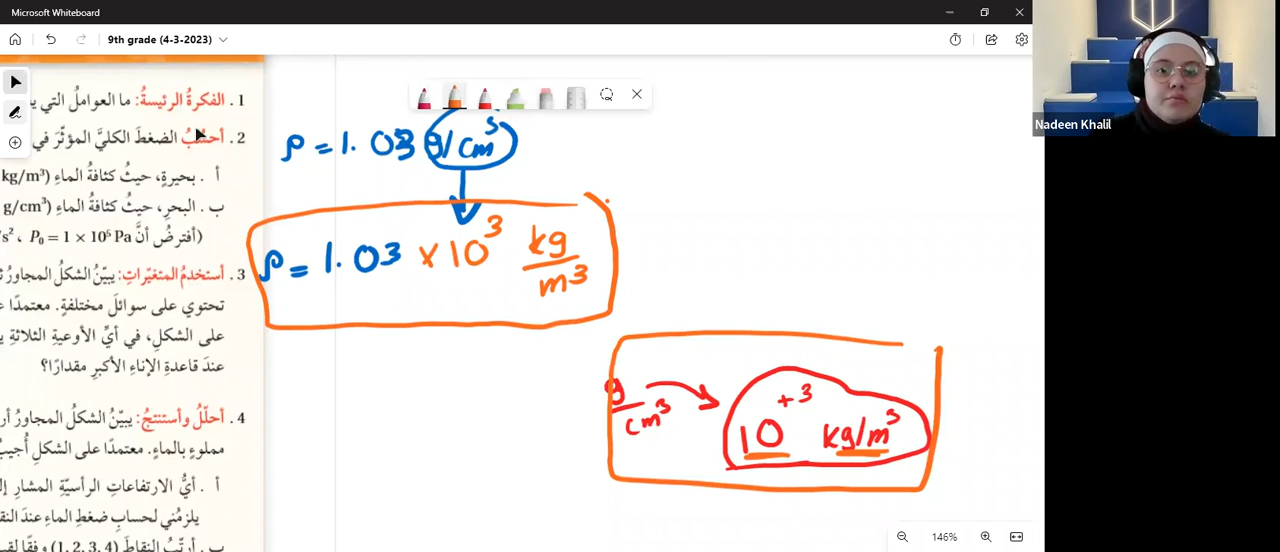 Microsoft Whiteboard
9th grade (4-3-2023)
Nadeen Khalil
1 . الفكرةُ الرئيسةُ: ما العواملُ التي
2 . أحسُبُ الضغطَ الكليَّ المؤثّرَ في
أ . بحيرةٍ، حيثُ كثافةُ الماءِ (kg/m³
ب. البحرِ، حيثُ كثافةُ الماءِ (g/cm³
(أفترضُ أنَّ P₀ = 1 × 10⁵ Pa ، /s²
3 . أستخدمُ المتغيّراتِ: يبيّنُ الشكلُ المجاورُ
تحتوي على سوائلَ مختلفةٍ. معتمدًا
على الشكلِ، في أيِّ الأوعيةِ الثلاثةِ
عندَ قاعدةِ الإناءِ الأكبرِ مقدارًا؟
4 . أحلّلُ وأستنتجُ: يبيّنُ الشكلُ المجاورُ
مملوءٍ بالماءِ. معتمدًا على الشكلِ أُجيبُ
أ . أيُّ الارتفاعاتِ الرأسيّةِ المشارِ
يلزمُني لحسابِ ضغطِ الماءِ عندَ
ب. أرتّبُ النقاطَ (1, 2, 3, 4) وفقًا
ρ = 1.03 g/cm³
ρ = 1.03 × 10³ kg/m³
g/cm³ → 10⁺³ kg/m³
146%